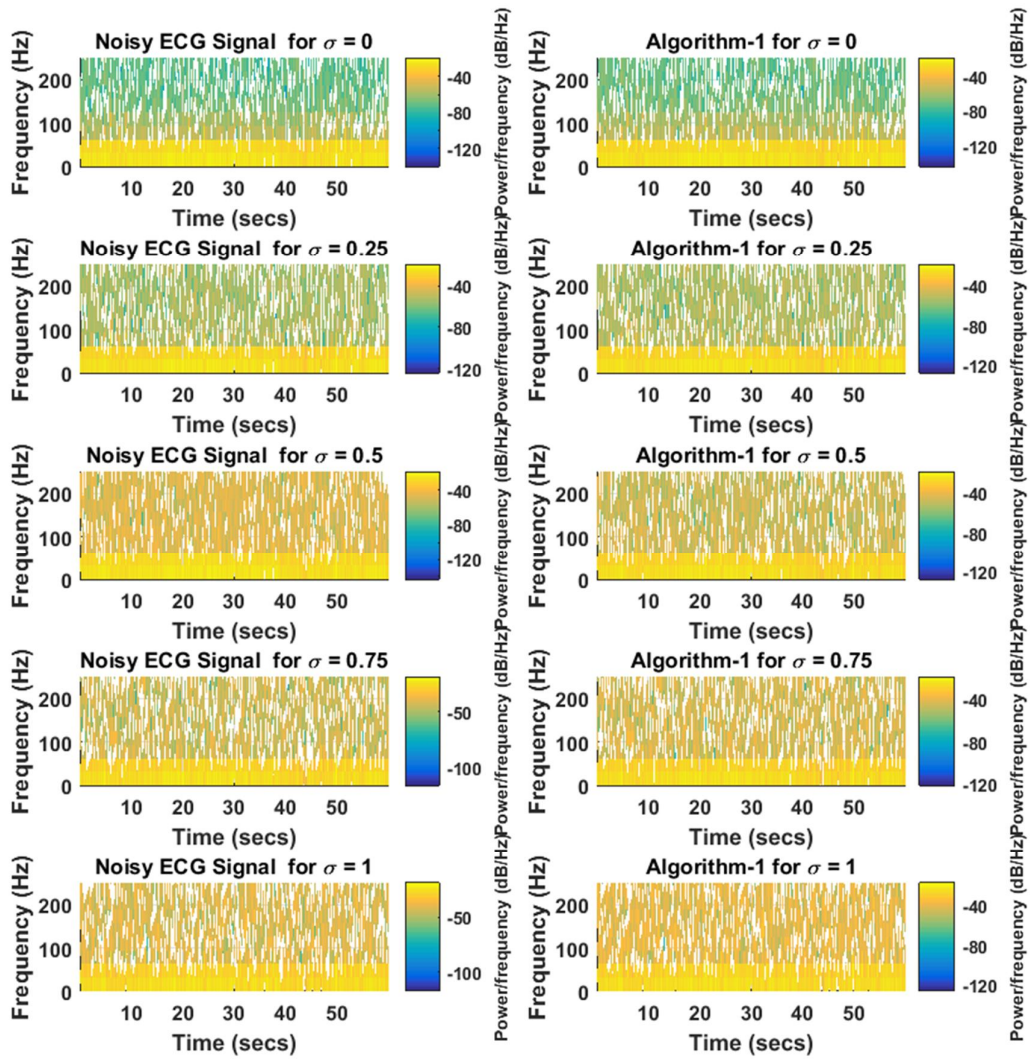 Noisy ECG Signal for σ = 0
Frequency (Hz)
200
100
0
10 20 30 40 50
Time (secs)
-40
-80
-120
Power/frequency (dB/Hz)
Algorithm-1 for σ = 0
Frequency (Hz)
200
100
0
10 20 30 40 50
Time (secs)
-40
-80
-120
Power/frequency (dB/Hz)
Noisy ECG Signal for σ = 0.25
Frequency (Hz)
200
100
0
10 20 30 40 50
Time (secs)
-40
-80
-120
Power/frequency (dB/Hz)
Algorithm-1 for σ = 0.25
Frequency (Hz)
200
100
0
10 20 30 40 50
Time (secs)
-40
-80
-120
Power/frequency (dB/Hz)
Noisy ECG Signal for σ = 0.5
Frequency (Hz)
200
100
0
10 20 30 40 50
Time (secs)
-40
-80
-120
Power/frequency (dB/Hz)
Algorithm-1 for σ = 0.5
Frequency (Hz)
200
100
0
10 20 30 40 50
Time (secs)
-40
-80
-120
Power/frequency (dB/Hz)
Noisy ECG Signal for σ = 0.75
Frequency (Hz)
200
100
0
10 20 30 40 50
Time (secs)
-50
-100
Power/frequency (dB/Hz)
Algorithm-1 for σ = 0.75
Frequency (Hz)
200
100
0
10 20 30 40 50
Time (secs)
-40
-80
-120
Power/frequency (dB/Hz)
Noisy ECG Signal for σ = 1
Frequency (Hz)
200
100
0
10 20 30 40 50
Time (secs)
-50
-100
Power/frequency (dB/Hz)
Algorithm-1 for σ = 1
Frequency (Hz)
200
100
0
10 20 30 40 50
Time (secs)
-40
-80
-120
Power/frequency (dB/Hz)